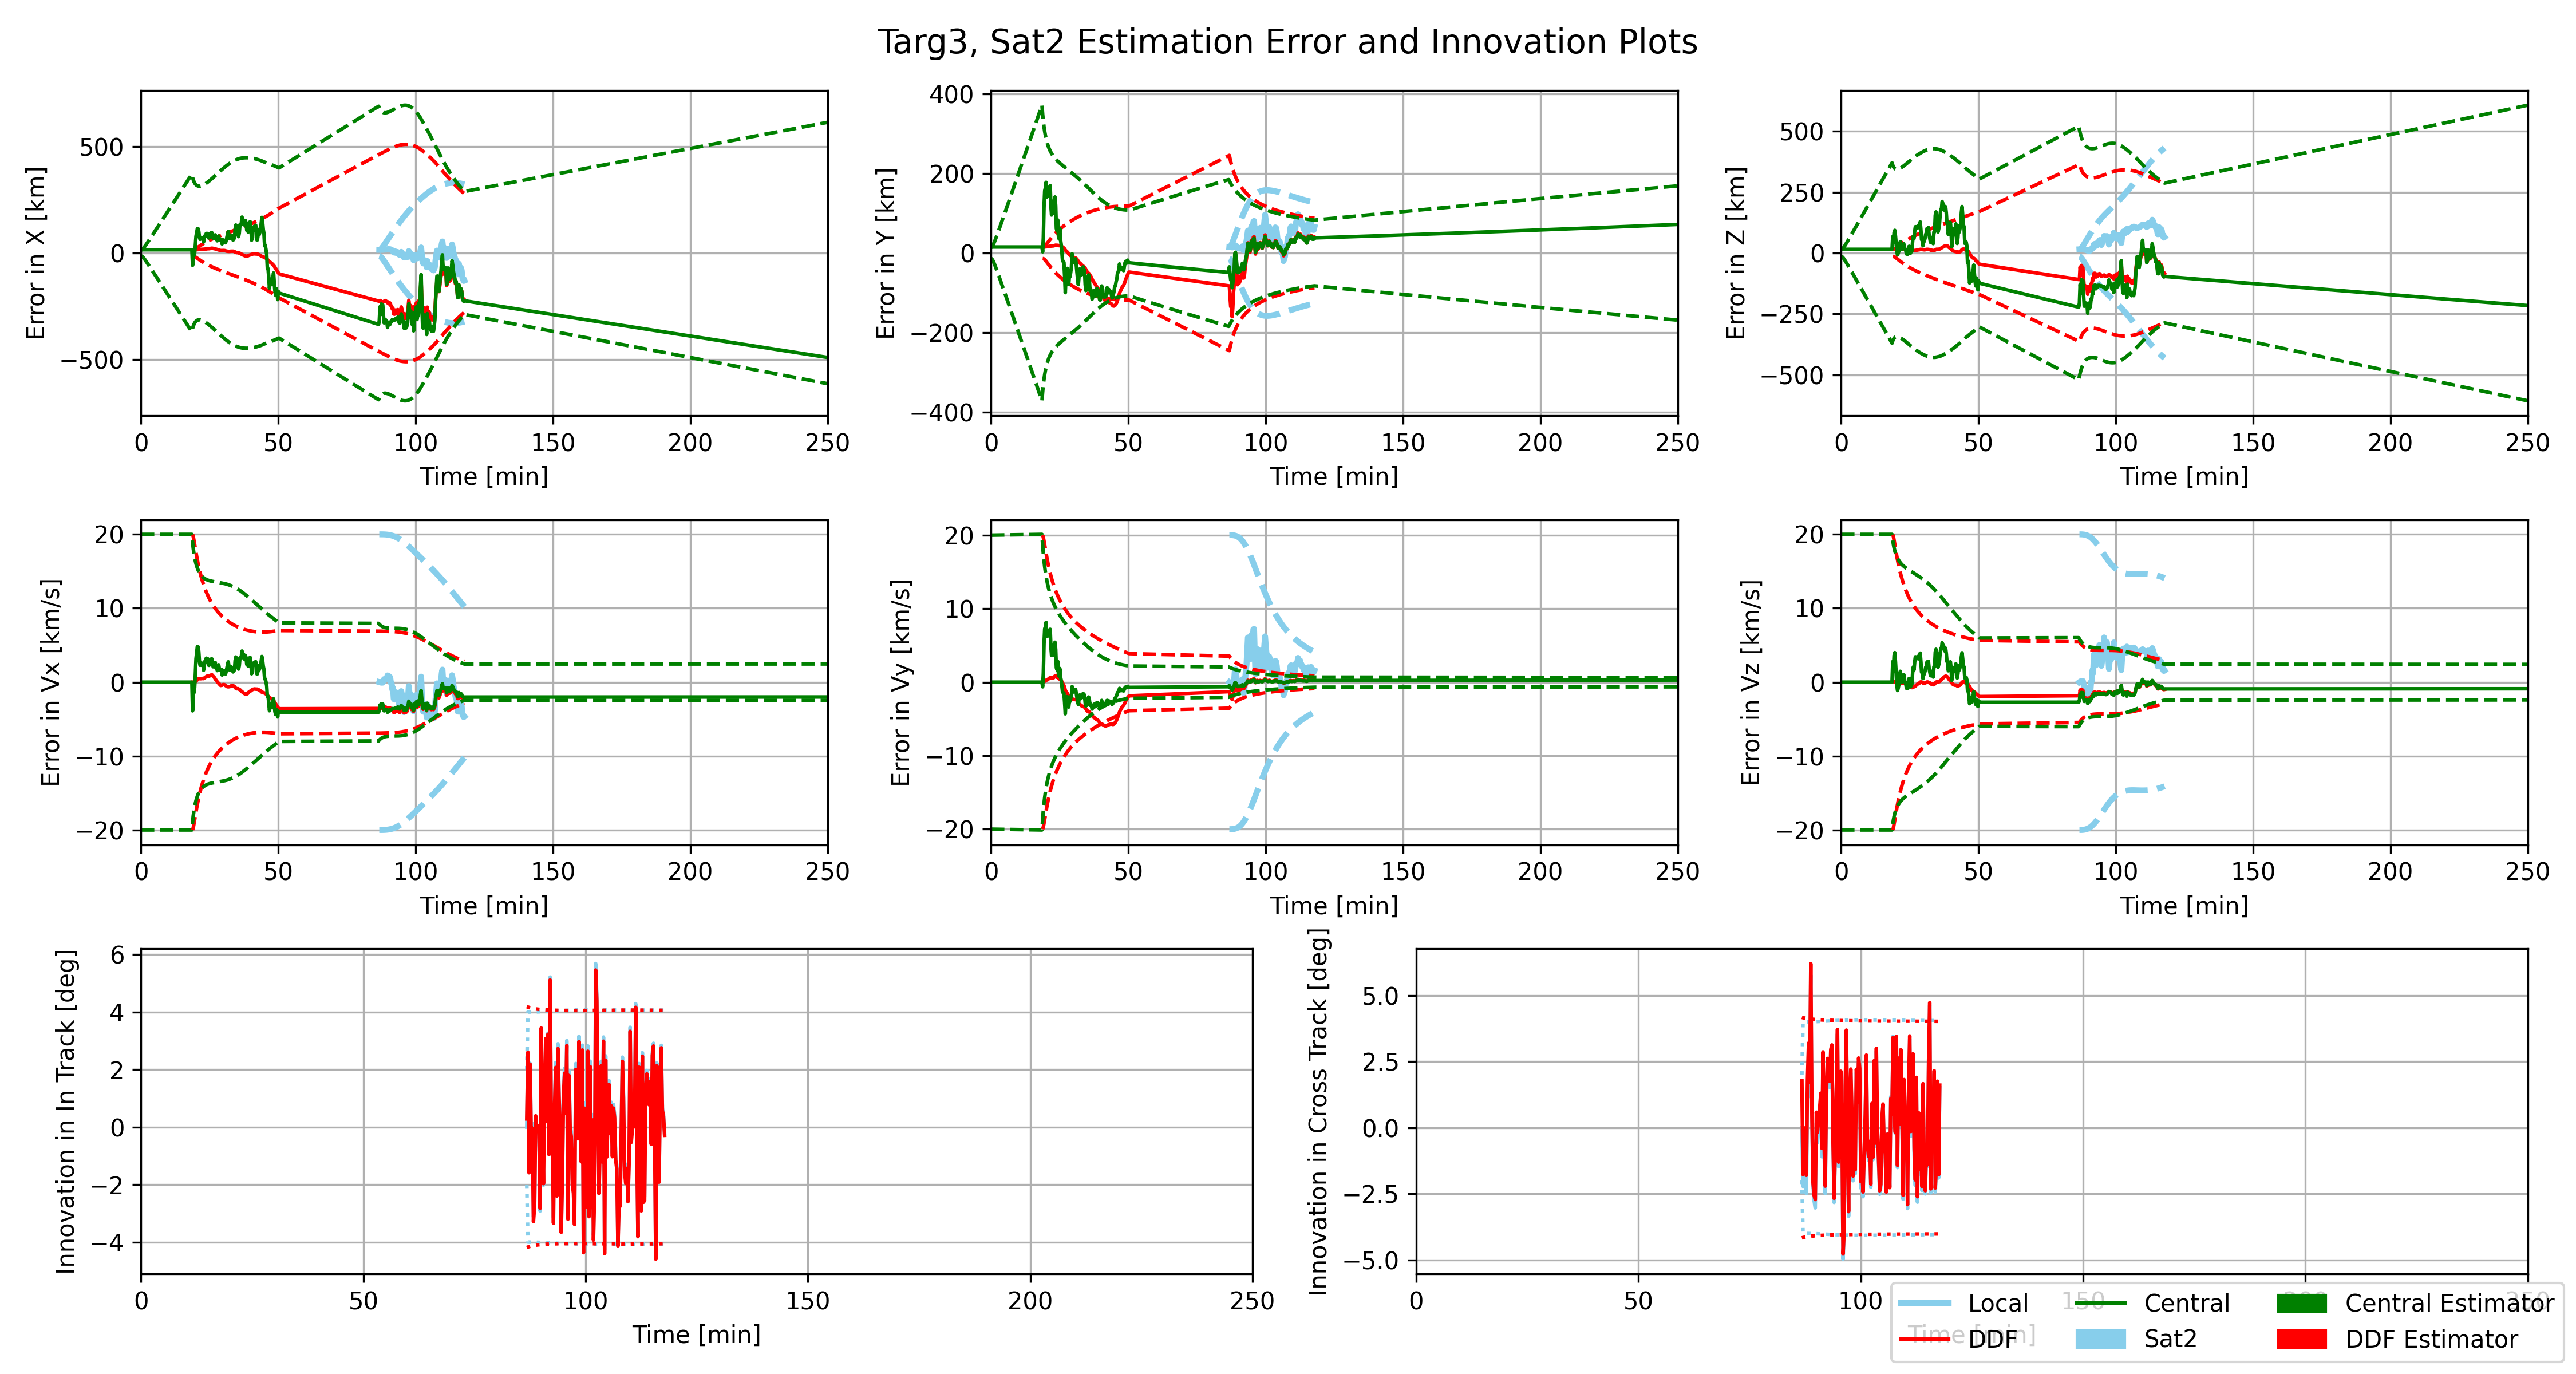 Targ3, Sat2 Estimation Error and Innovation Plots
Error in X [km]
500
0
−500
0 50 100 150 200 250
Time [min]
Error in Y [km]
400
200
0
−200
−400
0 50 100 150 200 250
Time [min]
Error in Z [km]
500
250
0
−250
−500
0 50 100 150 200 250
Time [min]
Error in Vx [km/s]
20
10
0
−10
−20
0 50 100 150 200 250
Time [min]
Error in Vy [km/s]
20
10
0
−10
−20
0 50 100 150 200 250
Time [min]
Error in Vz [km/s]
20
10
0
−10
−20
0 50 100 150 200 250
Time [min]
Innovation in In Track [deg]
6
4
2
0
−2
−4
0 50 100 150 200 250
Time [min]
Innovation in Cross Track [deg]
5.0
2.5
0.0
−2.5
−5.0
0 50 100 150 200 250
Time [min]
Local Central Central Estimator
DDF Sat2 DDF Estimator